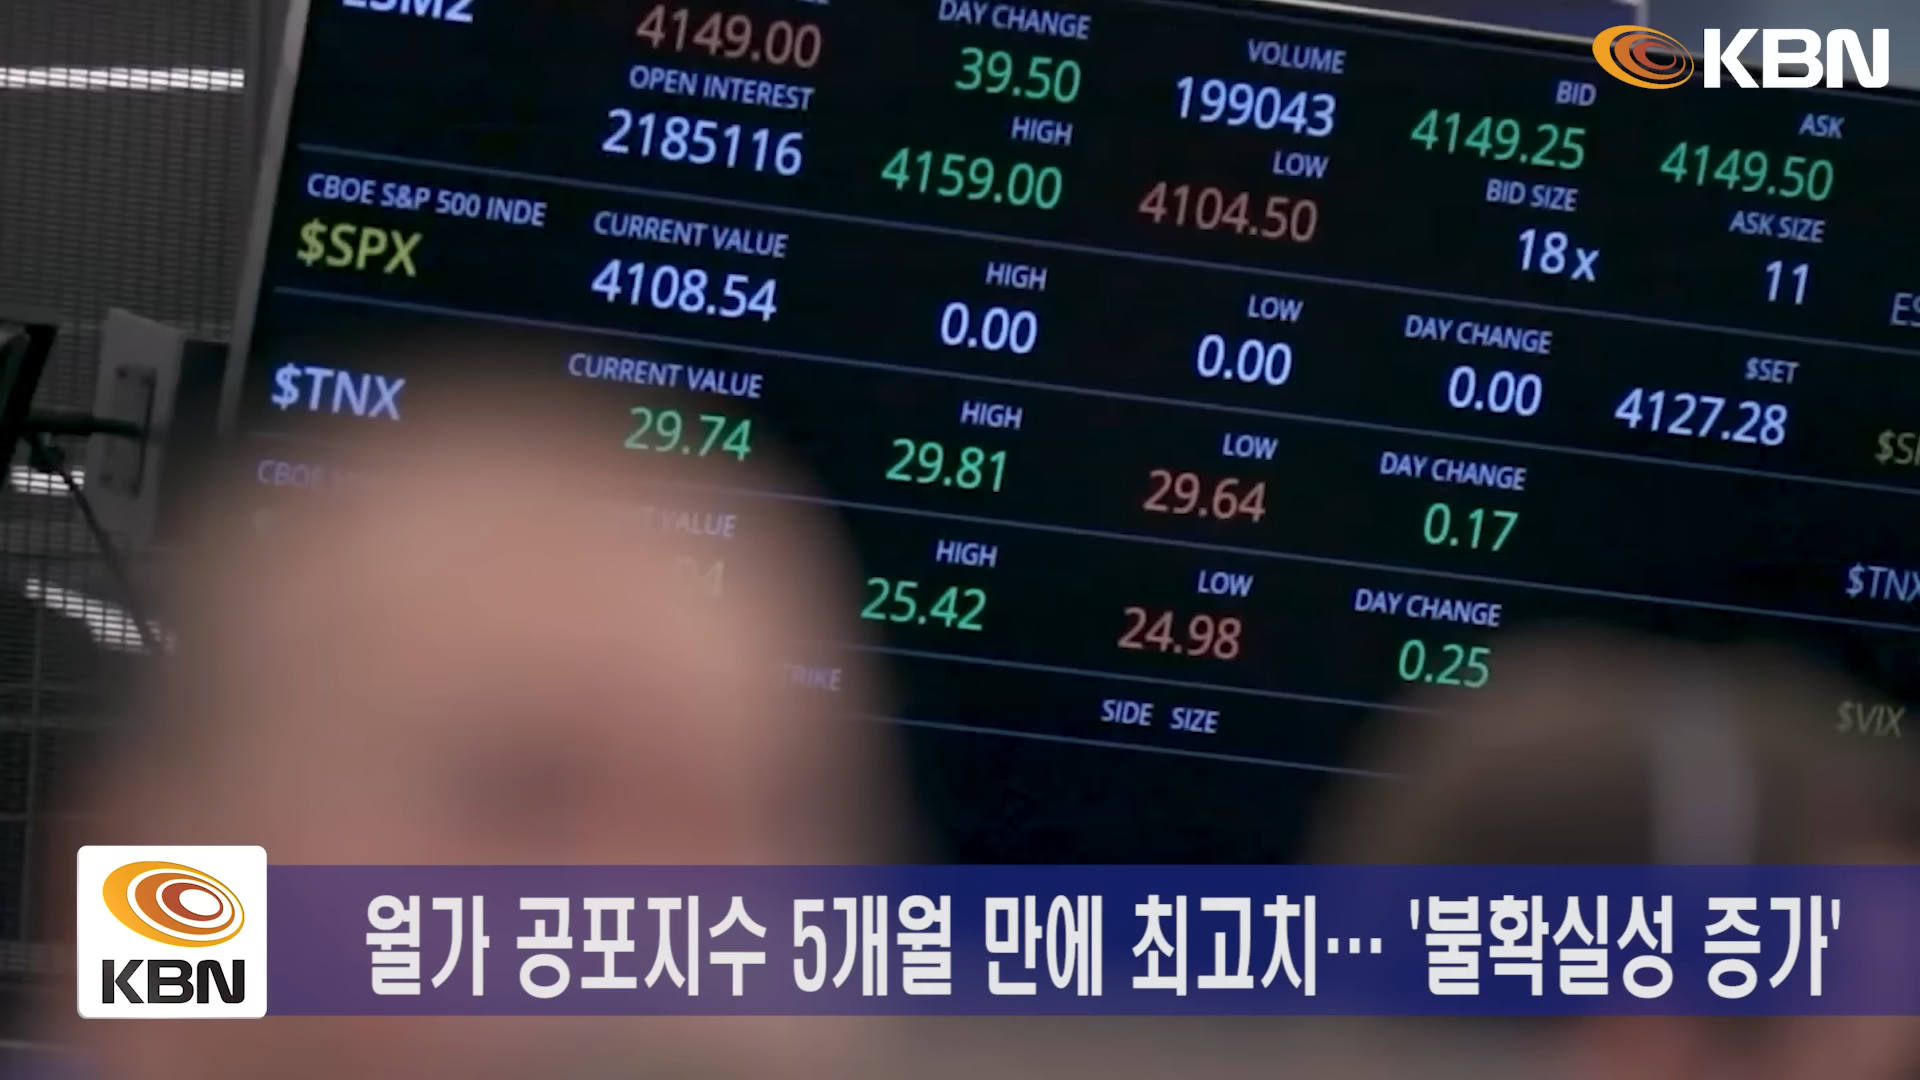 KBN
4149.00
DAY CHANGE
39.50
VOLUME
199043
BID
4149.25
ASK
4149.50
OPEN INTEREST
2185116
HIGH
4159.00
LOW
4104.50
BID SIZE
18 x
ASK SIZE
11
CBOE S&P 500 INDE
$SPX
CURRENT VALUE
4108.54
HIGH
0.00
LOW
0.00
DAY CHANGE
0.00
$SET
4127.28
$TNX
CURRENT VALUE
29.74
HIGH
29.81
LOW
29.64
DAY CHANGE
0.17
$TNX
CBOE
VALUE
HIGH
25.42
LOW
24.98
DAY CHANGE
0.25
SIDE SIZE
$VIX
KBN
월가 공포지수 5개월 만에 최고치… '불확실성 증가'